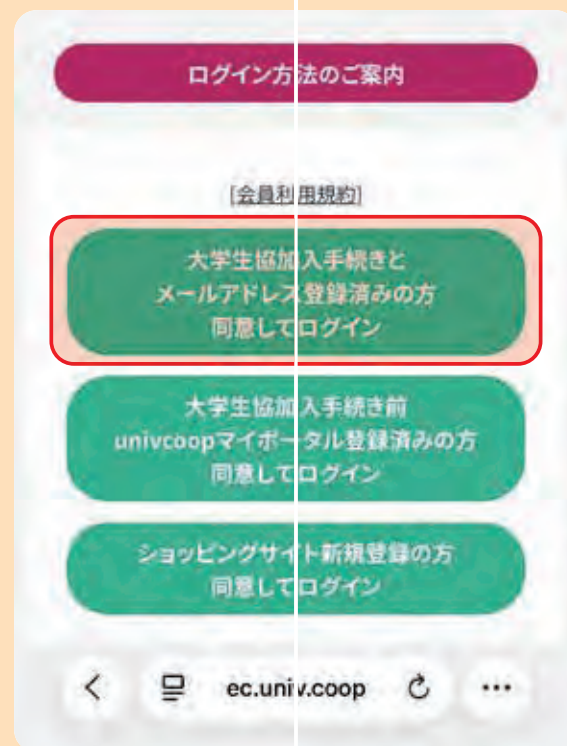 ログイン方法のご案内
[会員利用規約]
大学生協加入手続きと
メールアドレス登録済みの方
同意してログイン
大学生協加入手続き前
univcoopマイポータル登録済みの方
同意してログイン
ショッピングサイト新規登録の方
同意してログイン
ec.univ.coop